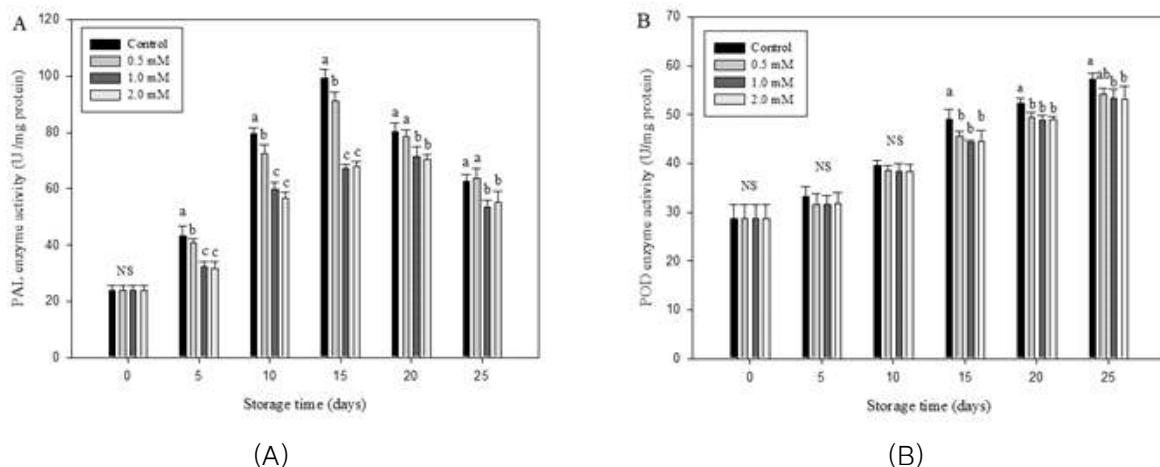 A
Control
0.5 mM
1.0 mM
2.0 mM
PAL enzyme activity (U/mg protein)
120
100
80
60
40
20
0
NS
a b c c
a b c c
a b c c
a a b b
a a b b
0 5 10 15 20 25
Storage time (days)
(A)
B
Control
0.5 mM
1.0 mM
2.0 mM
POD enzyme activity (U/mg protein)
70
60
50
40
30
20
10
0
NS
NS
NS
a b b b
a b b b
a ab b b
0 5 10 15 20 25
Storage time (days)
(B)